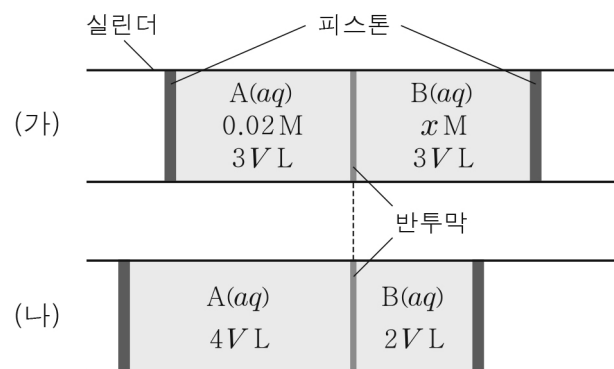 실린더
피스톤
(가)
A(aq)
0.02 M
3V L
B(aq)
x M
3V L
반투막
(나)
A(aq)
4V L
B(aq)
2V L